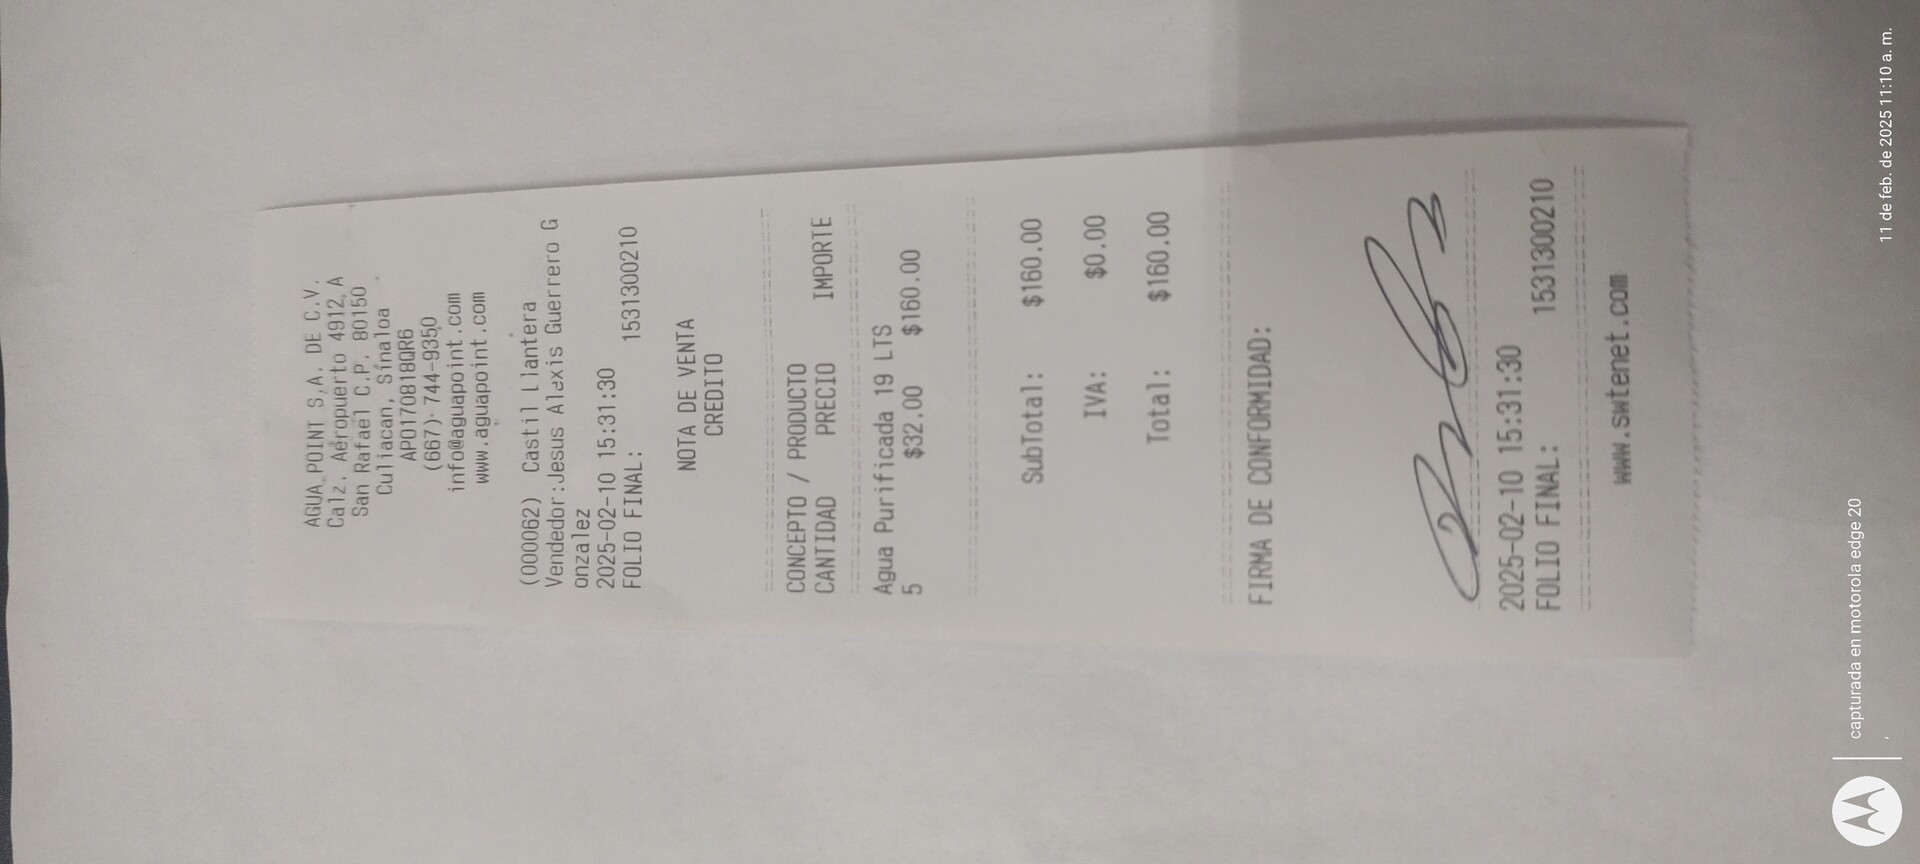 AGUA POINT S.A. DE C.V.
Calz. Aeropuerto 4912, A
San Rafael C.P. 80150
Culiacan, Sinaloa
APO170818QR6
(667)-744-9350
info@aguapoint.com
www.aguapoint.com
(000062) Castil Llantera
Vendedor:Jesus Alexis Guerrero G
onzalez
2025-02-10 15:31:30
FOLIO FINAL: 1531300210
NOTA DE VENTA
CREDITO
CONCEPTO / PRODUCTO
CANTIDAD PRECIO IMPORTE
Agua Purificada 19 LTS
5 $32.00 $160.00
SubTotal: $160.00
IVA: $0.00
Total: $160.00
FIRMA DE CONFORMIDAD:
2025-02-10 15:31:30
FOLIO FINAL: 1531300210
www.swtenet.com
capturada en motorola edge 20
11 de feb. de 2025 11:10 a. m.